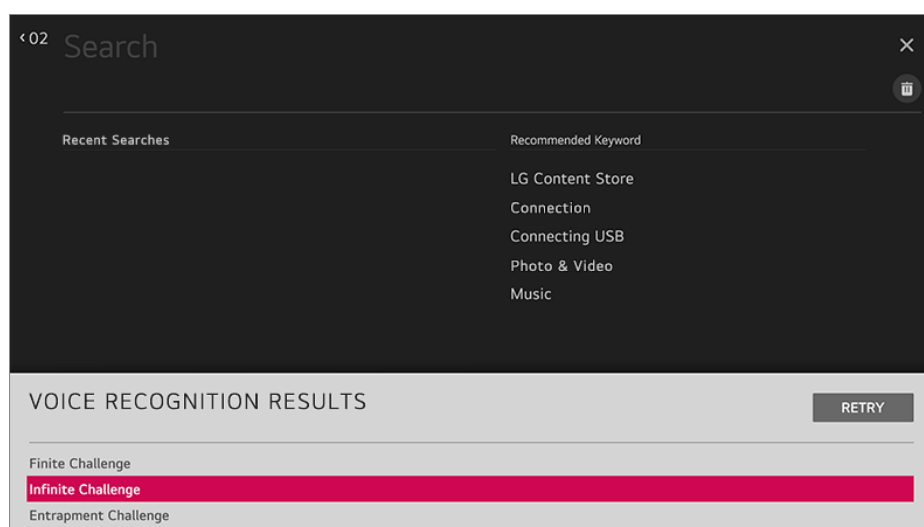 ‹02
Search
Recent Searches
Recommended Keyword
LG Content Store
Connection
Connecting USB
Photo & Video
Music
VOICE RECOGNITION RESULTS
RETRY
Finite Challenge
Infinite Challenge
Entrapment Challenge